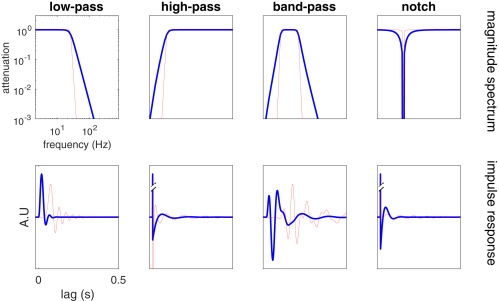 low-pass high-pass band-pass notch
attenuation
10⁰
10⁻¹
10⁻²
10⁻³
10¹ 10²
frequency (Hz)
magnitude spectrum
A.U
0 0.5
lag (s)
impulse response